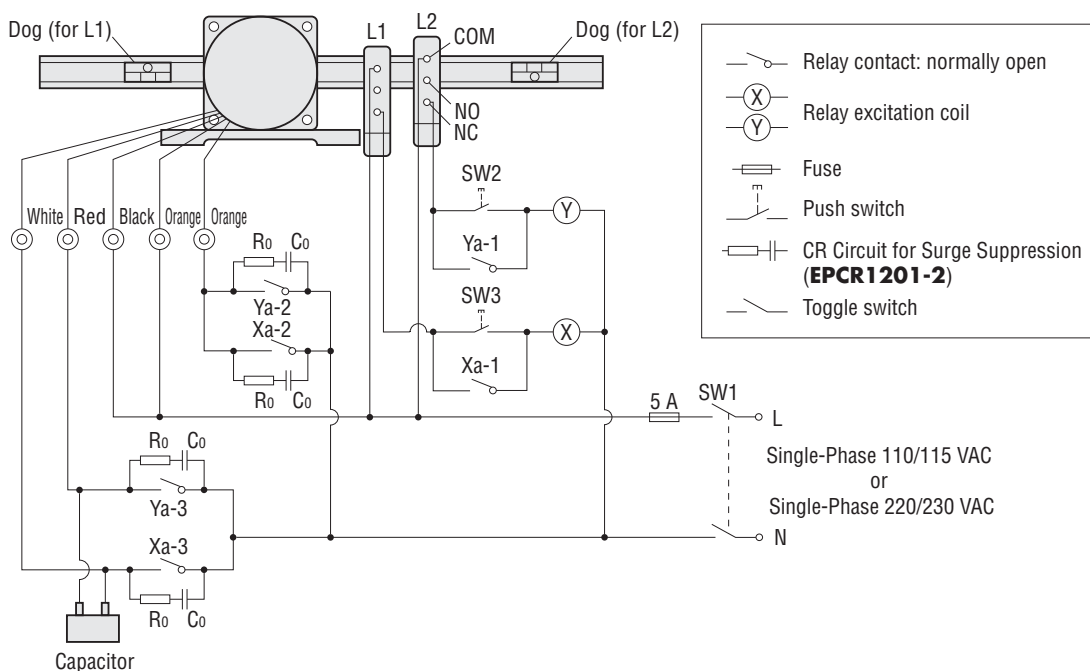 Dog (for L1)
L1
L2
COM
Dog (for L2)
NO
NC
White
Red
Black
Orange
Orange
R0
C0
Ya-2
Xa-2
R0
C0
SW2
Y
Ya-1
SW3
X
Xa-1
5 A
SW1
L
Single-Phase 110/115 VAC
or
Single-Phase 220/230 VAC
N
R0
C0
Ya-3
Xa-3
R0
C0
Capacitor
Relay contact: normally open
X
Y
Relay excitation coil
Fuse
Push switch
CR Circuit for Surge Suppression
(EPCR1201-2)
Toggle switch